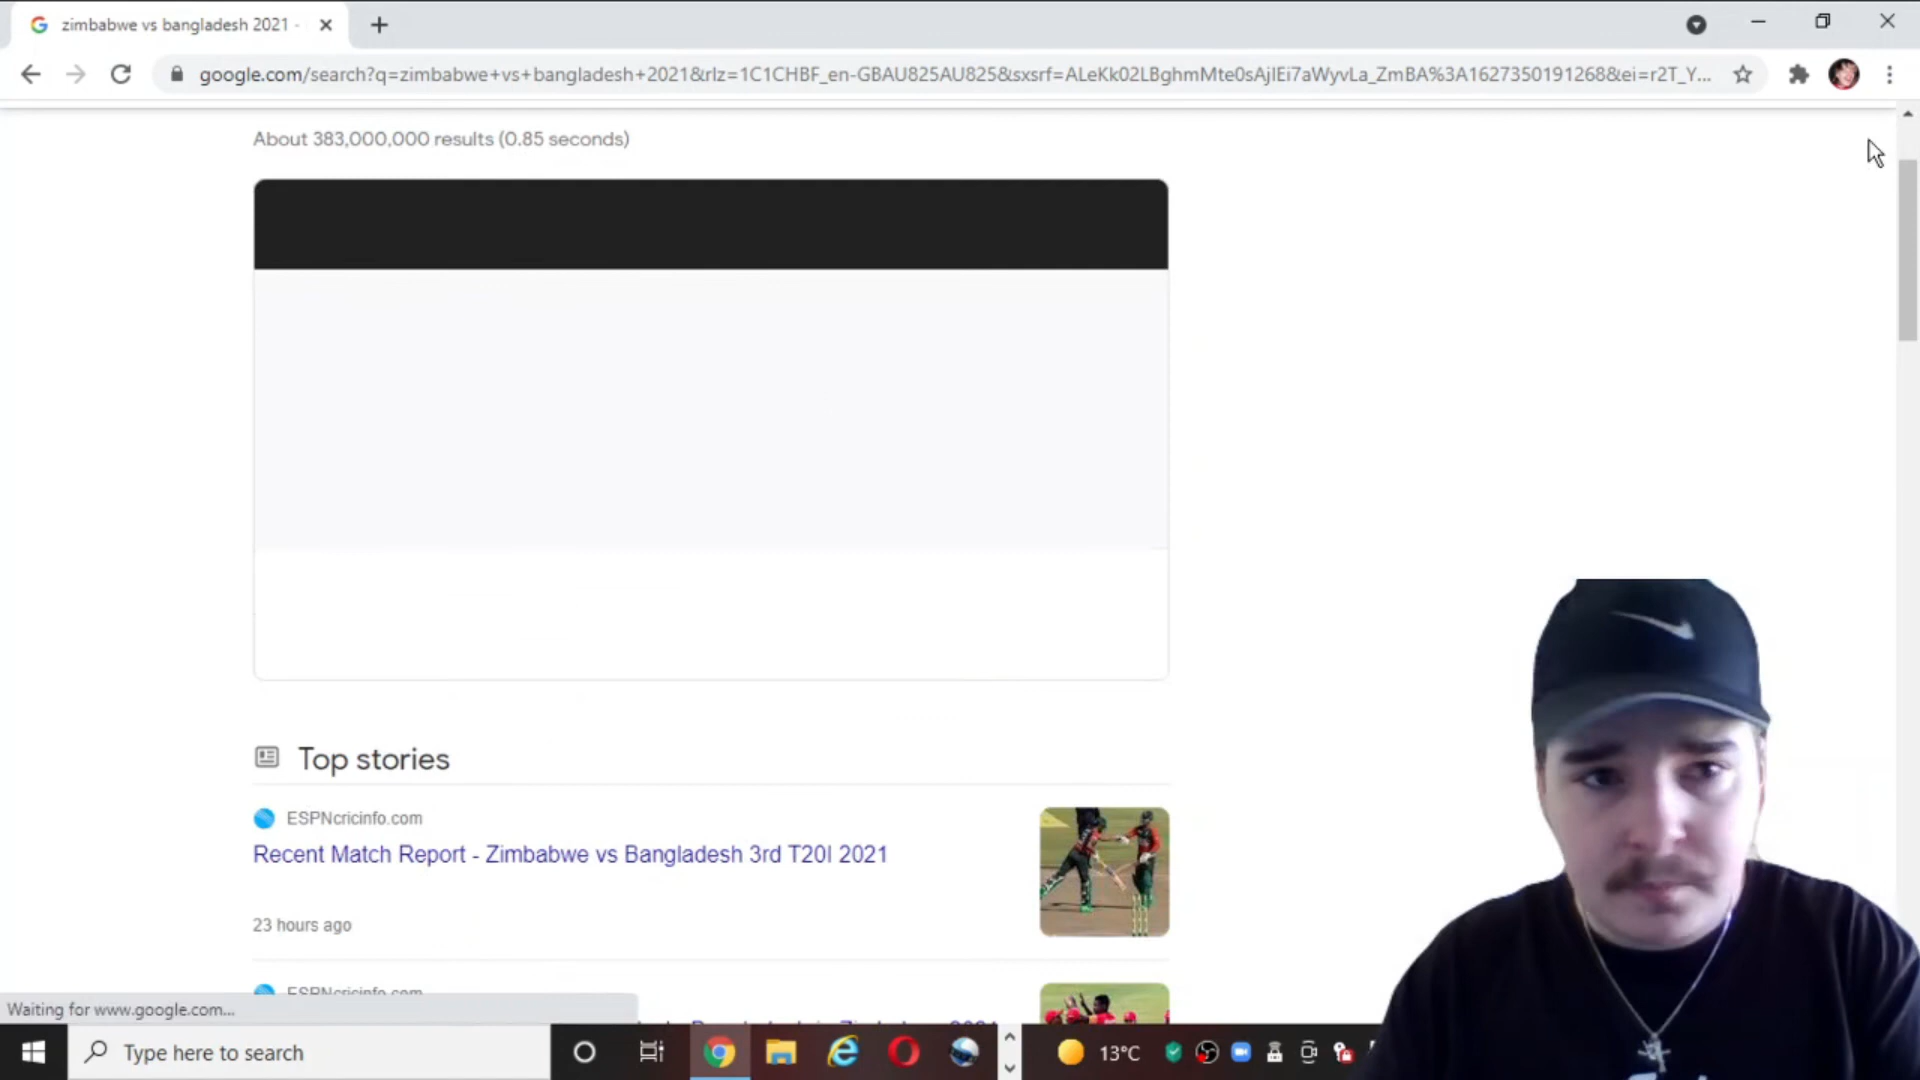 zimbabwe vs bangladesh 2021 -
google.com/search?q=zimbabwe+vs+bangladesh+2021&rlz=1C1CHBF_en-GBAU825AU825&sxsrf=ALeKk02LBghmMte0sAjIEi7aWyvLa_ZmBA%3A1627350191268&ei=r2T_Y...
About 383,000,000 results (0.85 seconds)
Top stories
ESPNcricinfo.com
Recent Match Report - Zimbabwe vs Bangladesh 3rd T20I 2021
23 hours ago
ESPNcricinfo.com
Waiting for www.google.com...
Type here to search
13°C